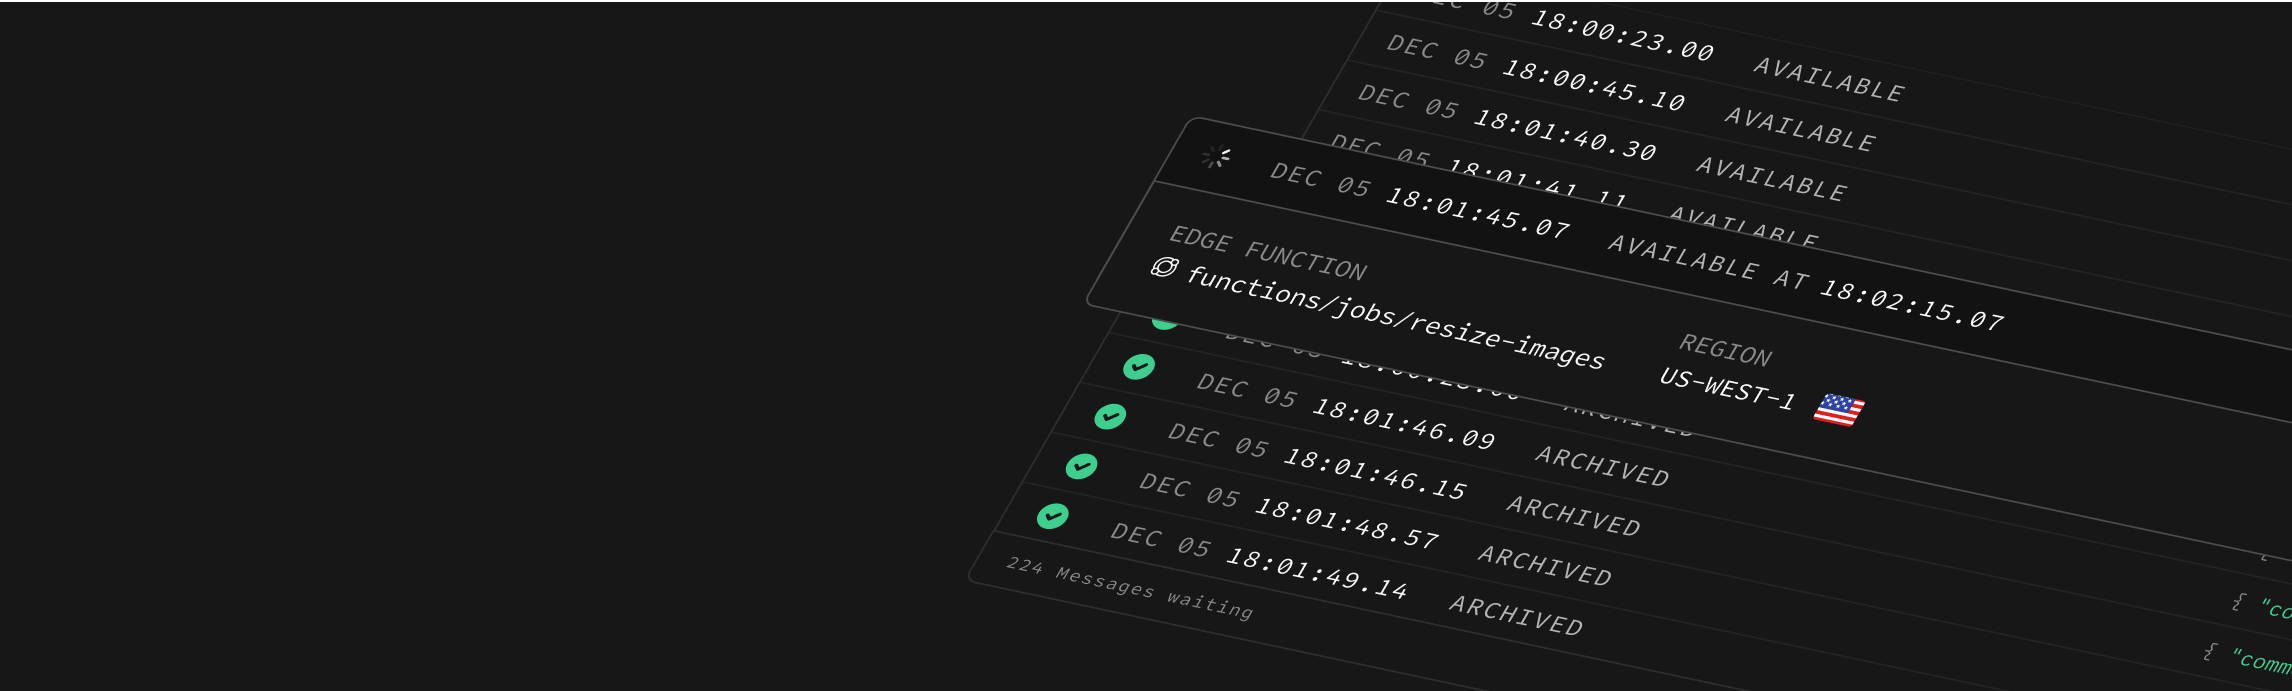 DEC 05 18:00:23.00 AVAILABLE
DEC 05 18:00:45.10 AVAILABLE
DEC 05 18:01:40.30 AVAILABLE
DEC 05 18:01:41.11 AVAILABLE
DEC 05 18:01:45.07 AVAILABLE AT 18:02:15.07
EDGE FUNCTION
functions/jobs/resize-images
REGION
US-WEST-1
ARCHIVED
DEC 05 18:01:46.09 ARCHIVED
DEC 05 18:01:46.15 ARCHIVED
DEC 05 18:01:48.57 ARCHIVED
{ "co
DEC 05 18:01:49.14 ARCHIVED
{ "comm
224 Messages waiting